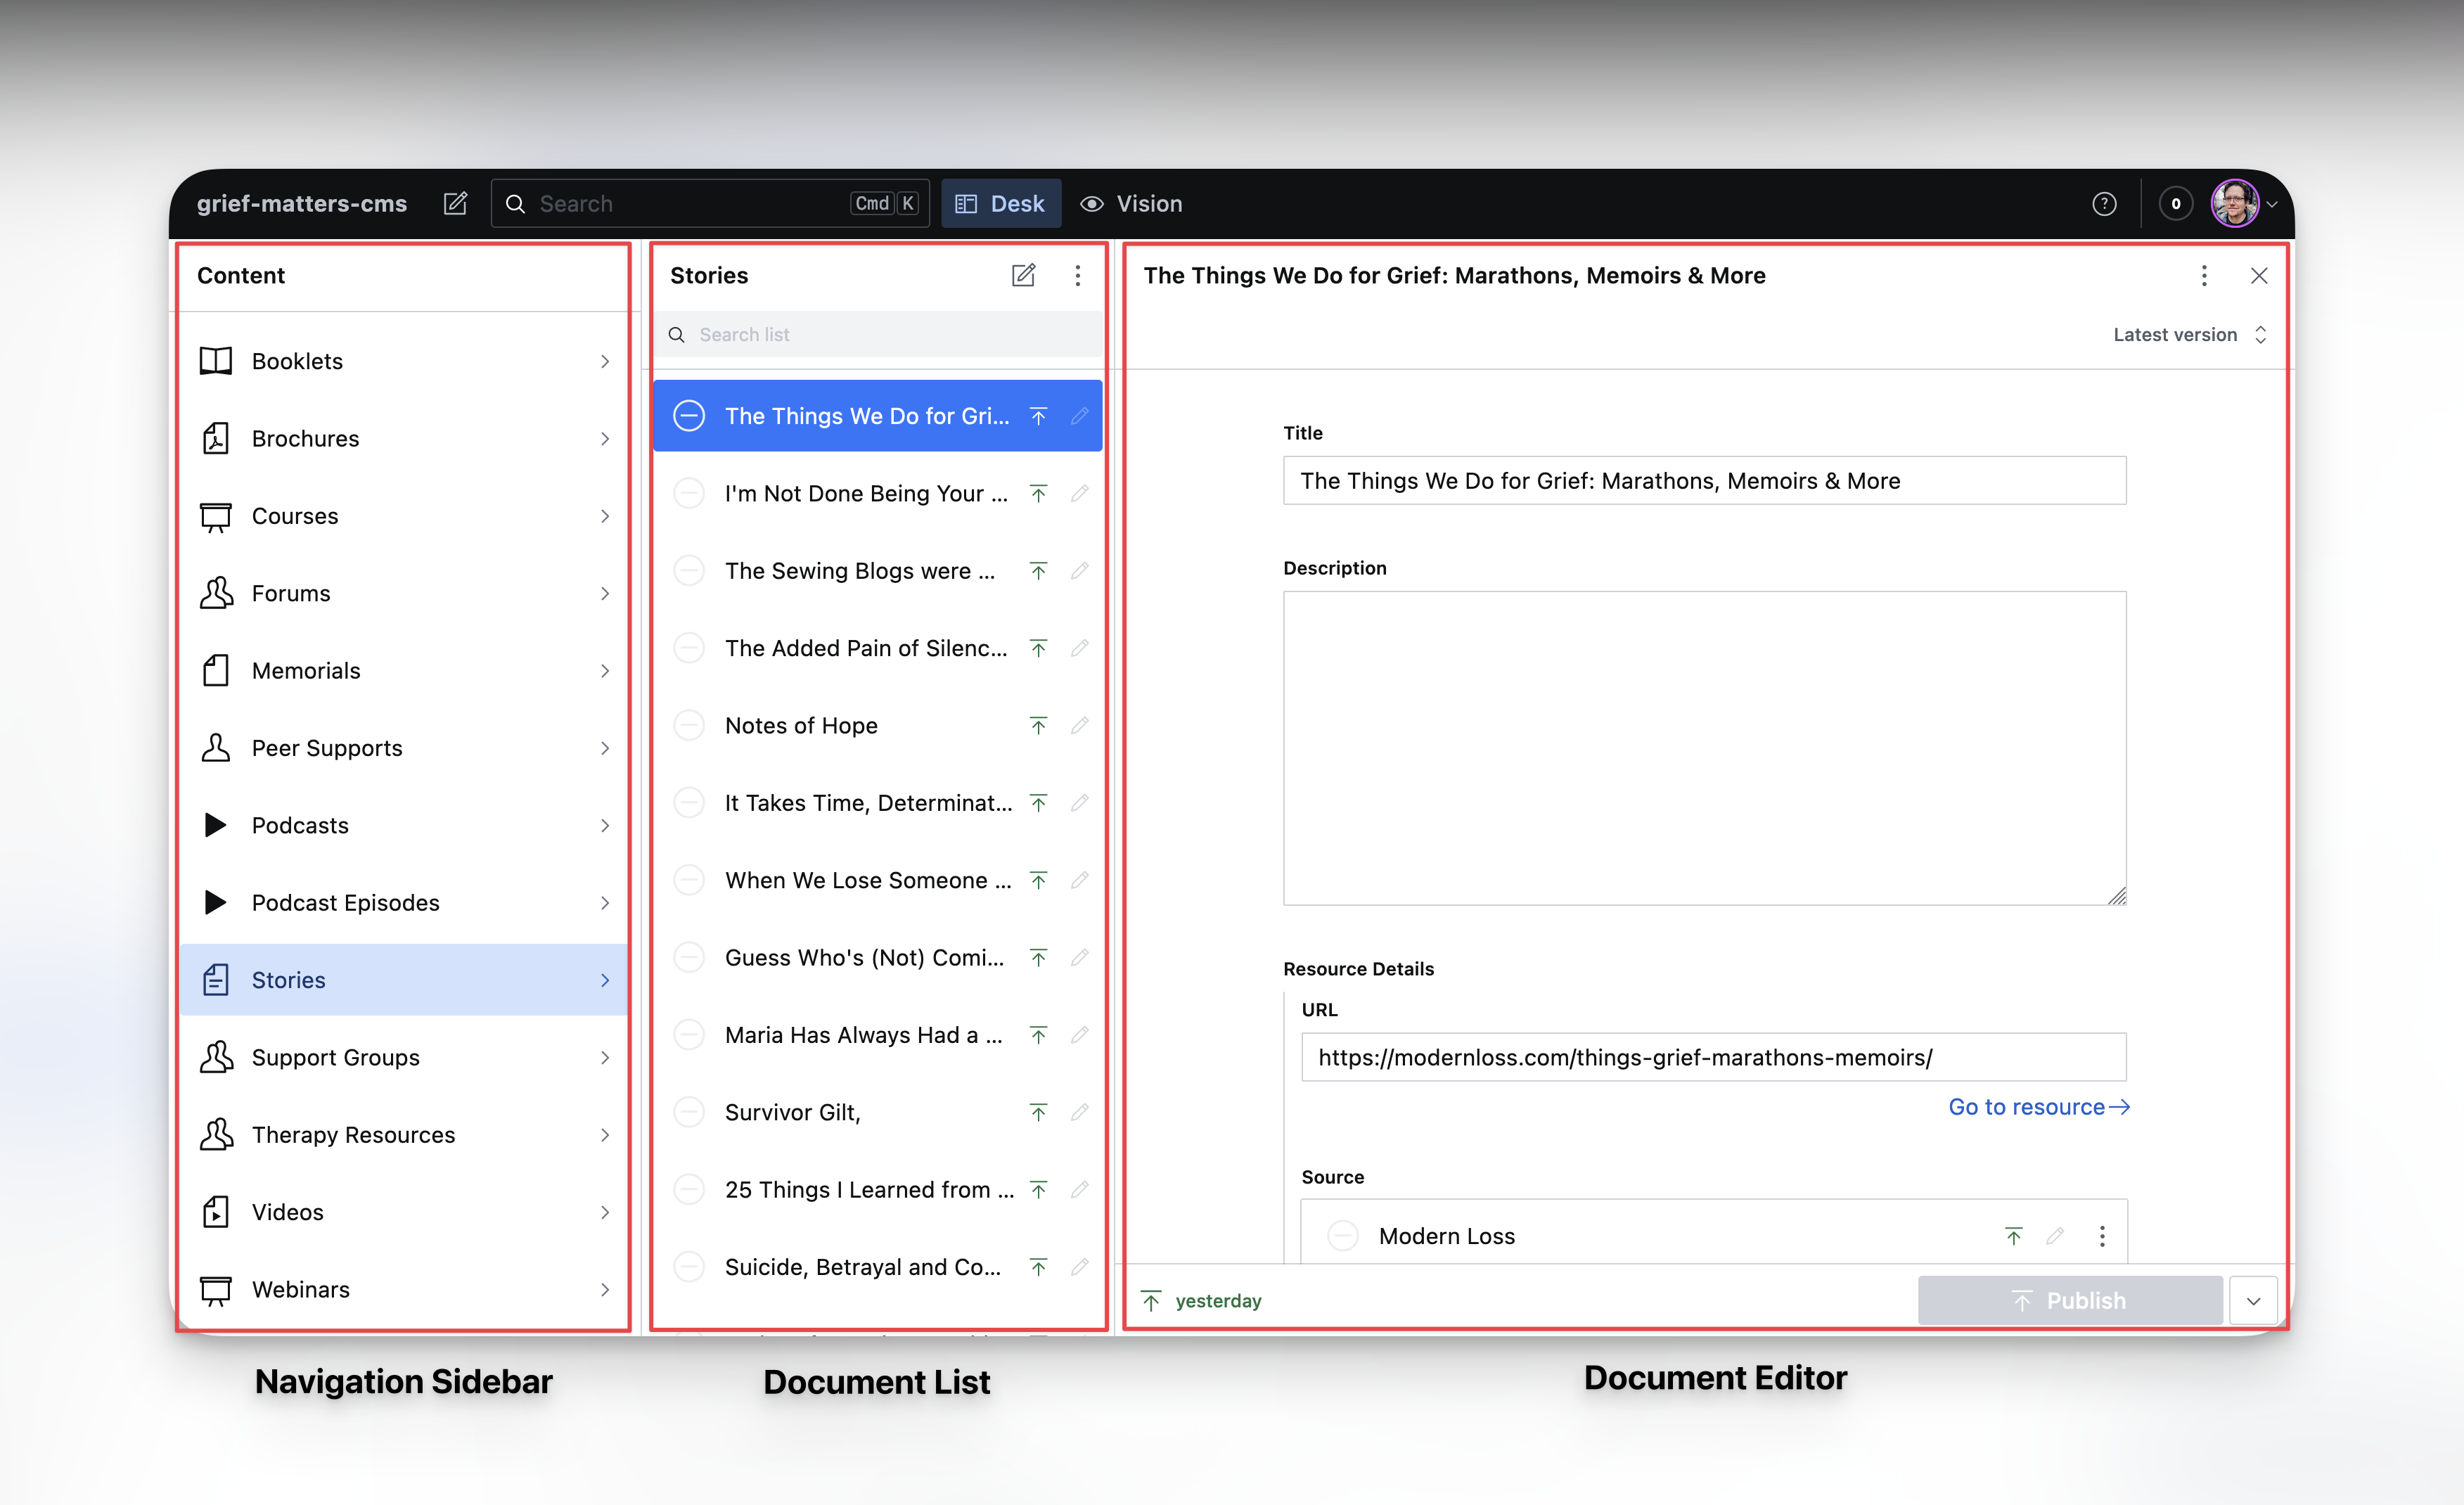 grief-matters-cms
Search
Cmd K
Desk
Vision
0
Content
Booklets
Brochures
Courses
Forums
Memorials
Peer Supports
Podcasts
Podcast Episodes
Stories
Support Groups
Therapy Resources
Videos
Webinars
Stories
Search list
The Things We Do for Gri...
I'm Not Done Being Your ...
The Sewing Blogs were ...
The Added Pain of Silenc...
Notes of Hope
It Takes Time, Determinat...
When We Lose Someone ...
Guess Who's (Not) Comi...
Maria Has Always Had a ...
Survivor Gilt,
25 Things I Learned from ...
Suicide, Betrayal and Co...
The Things We Do for Grief: Marathons, Memoirs & More
Latest version
Title
The Things We Do for Grief: Marathons, Memoirs & More
Description
Resource Details
URL
https://modernloss.com/things-grief-marathons-memoirs/
Go to resource→
Source
Modern Loss
yesterday
Publish
Navigation Sidebar
Document List
Document Editor